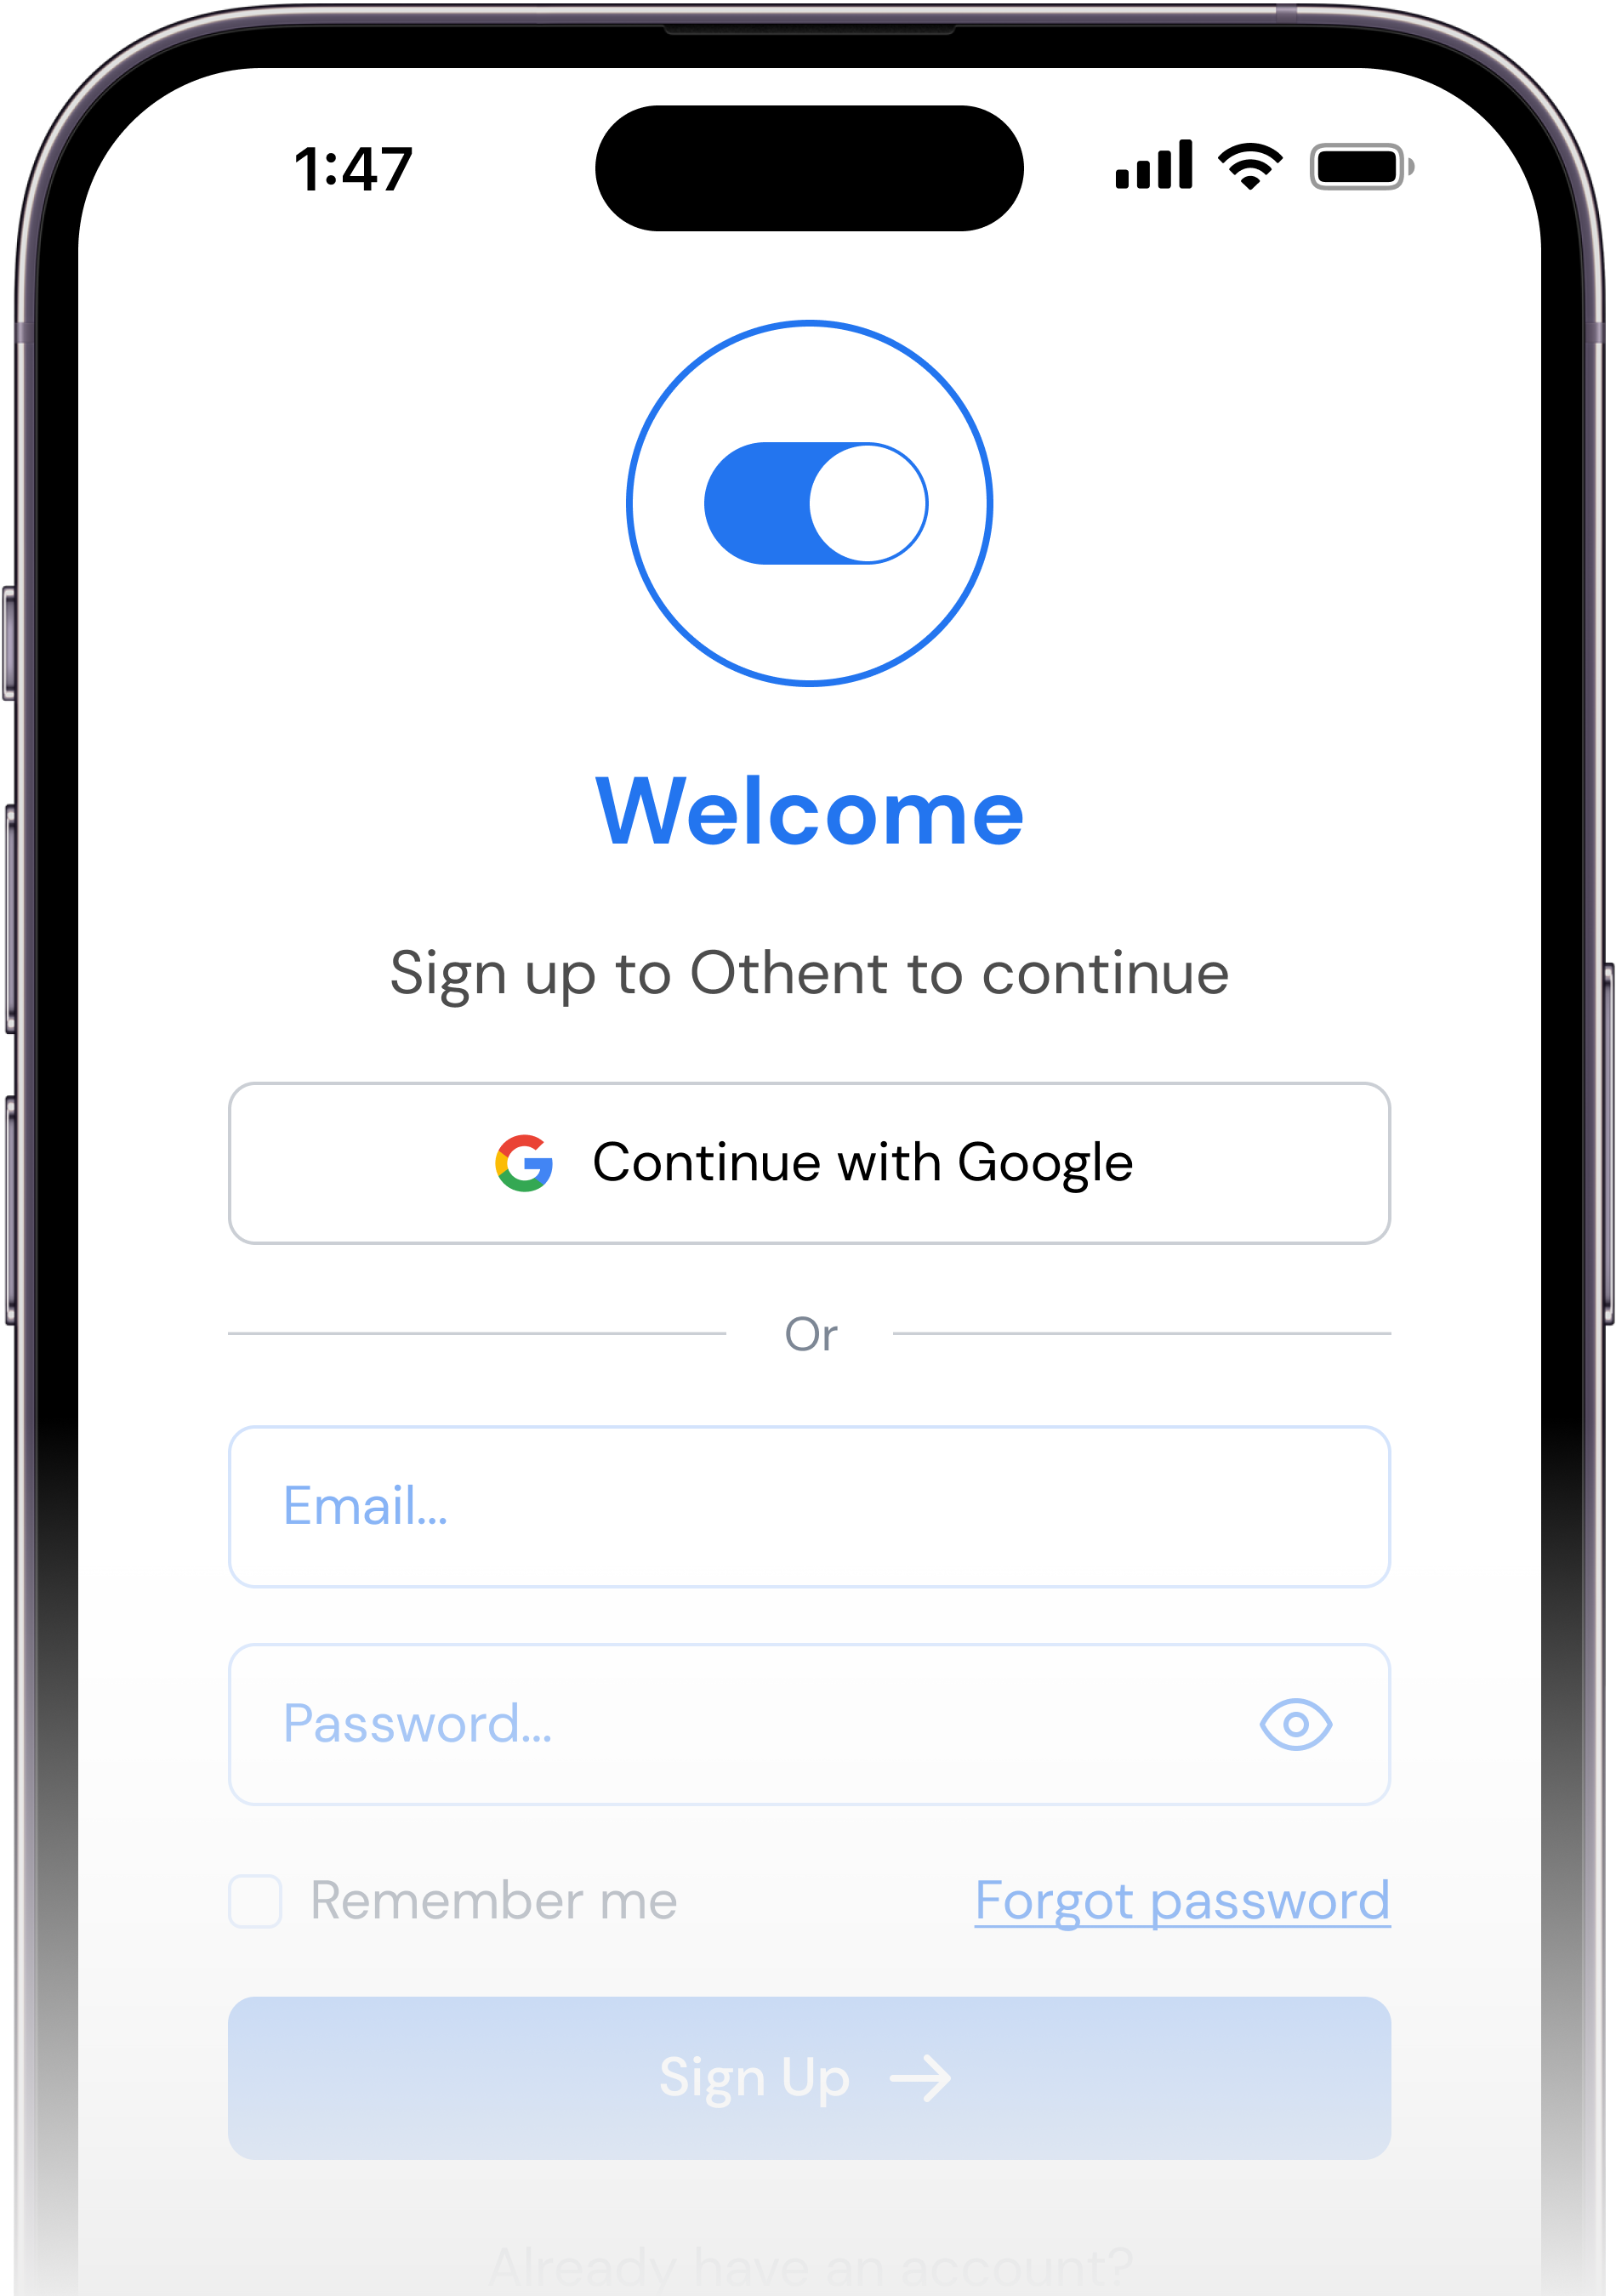 1:47
Welcome
Sign up to Othent to continue
Continue with Google
Or
Email...
Password...
Remember me Forgot password
Sign Up
Already have an account?